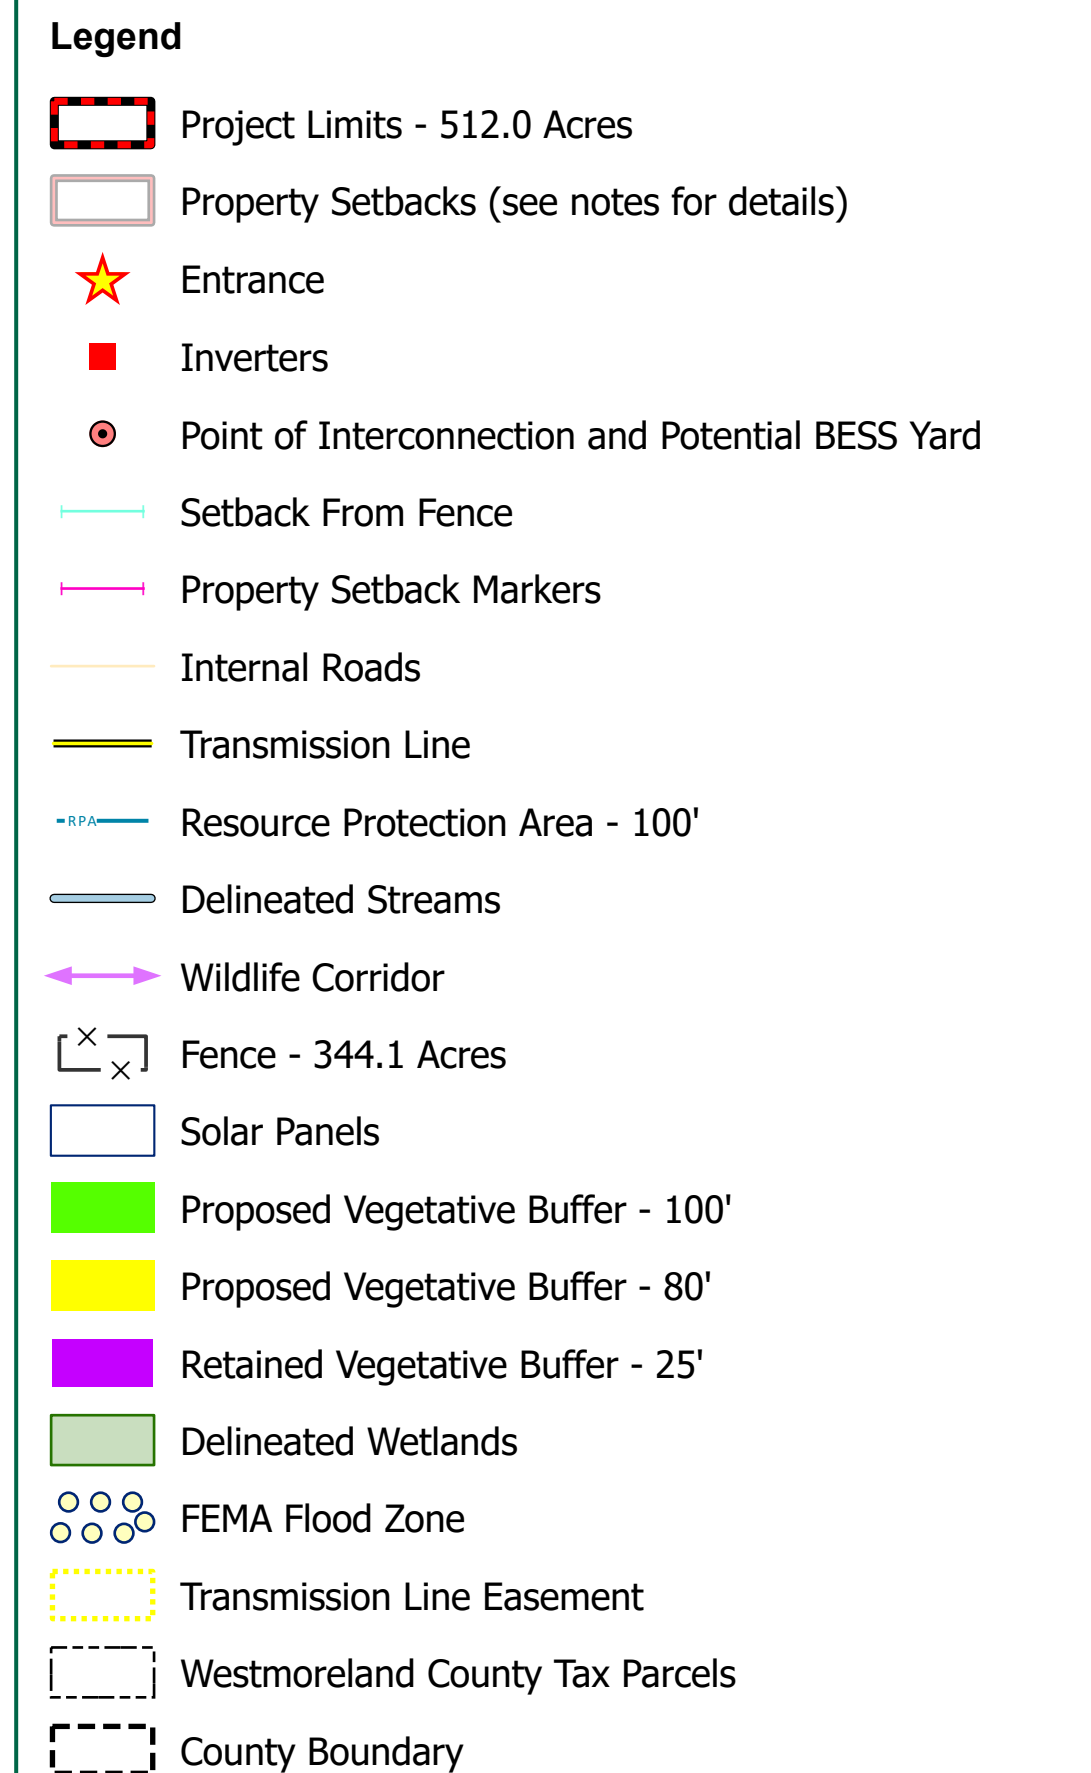 Legend
Project Limits - 512.0 Acres
Property Setbacks (see notes for details)
Entrance
Inverters
Point of Interconnection and Potential BESS Yard
Setback From Fence
Property Setback Markers
Internal Roads
Transmission Line
RPA Resource Protection Area - 100'
Delineated Streams
Wildlife Corridor
Fence - 344.1 Acres
Solar Panels
Proposed Vegetative Buffer - 100'
Proposed Vegetative Buffer - 80'
Retained Vegetative Buffer - 25'
Delineated Wetlands
FEMA Flood Zone
Transmission Line Easement
Westmoreland County Tax Parcels
County Boundary